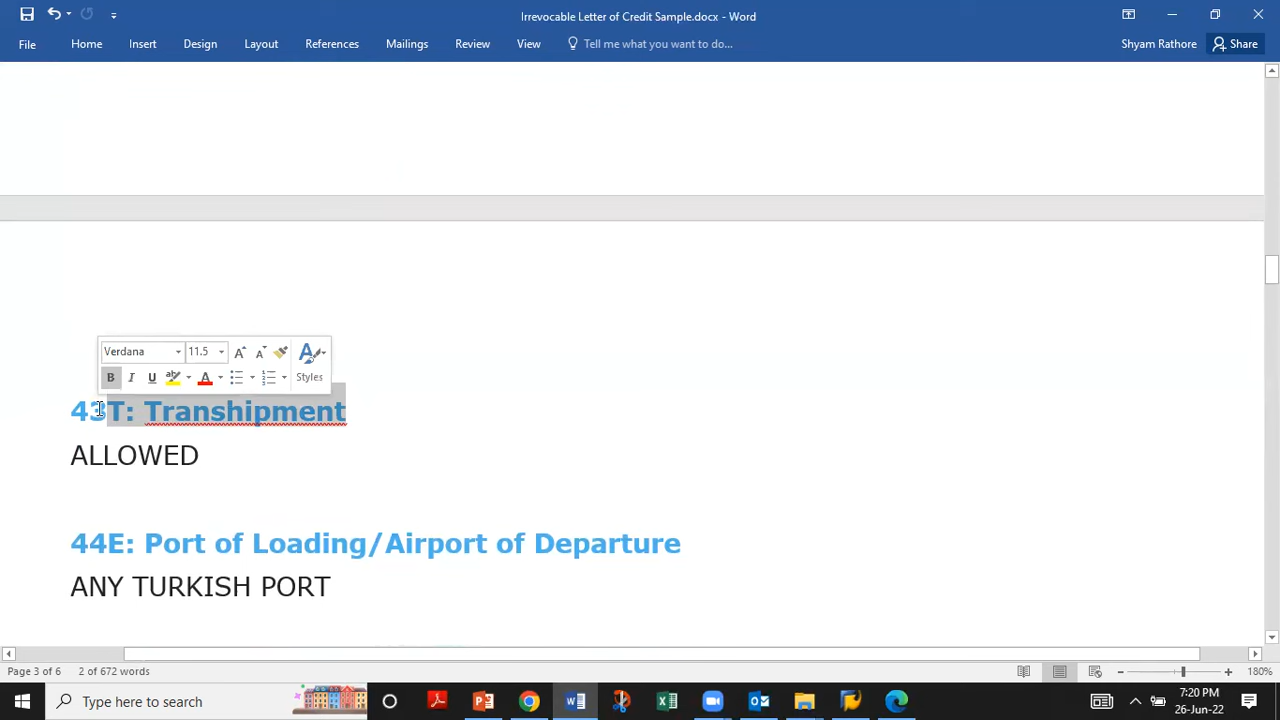 Irrevocable Letter of Credit Sample.docx - Word
File Home Insert Design Layout References Mailings Review View Tell me what you want to do... Shyam Rathore Share
Verdana 11.5 A A A
B I U aby A Styles
43T: Transhipment
ALLOWED
44E: Port of Loading/Airport of Departure
ANY TURKISH PORT
Page 3 of 6 2 of 672 words 180%
Type here to search
7:20 PM
26-Jun-22